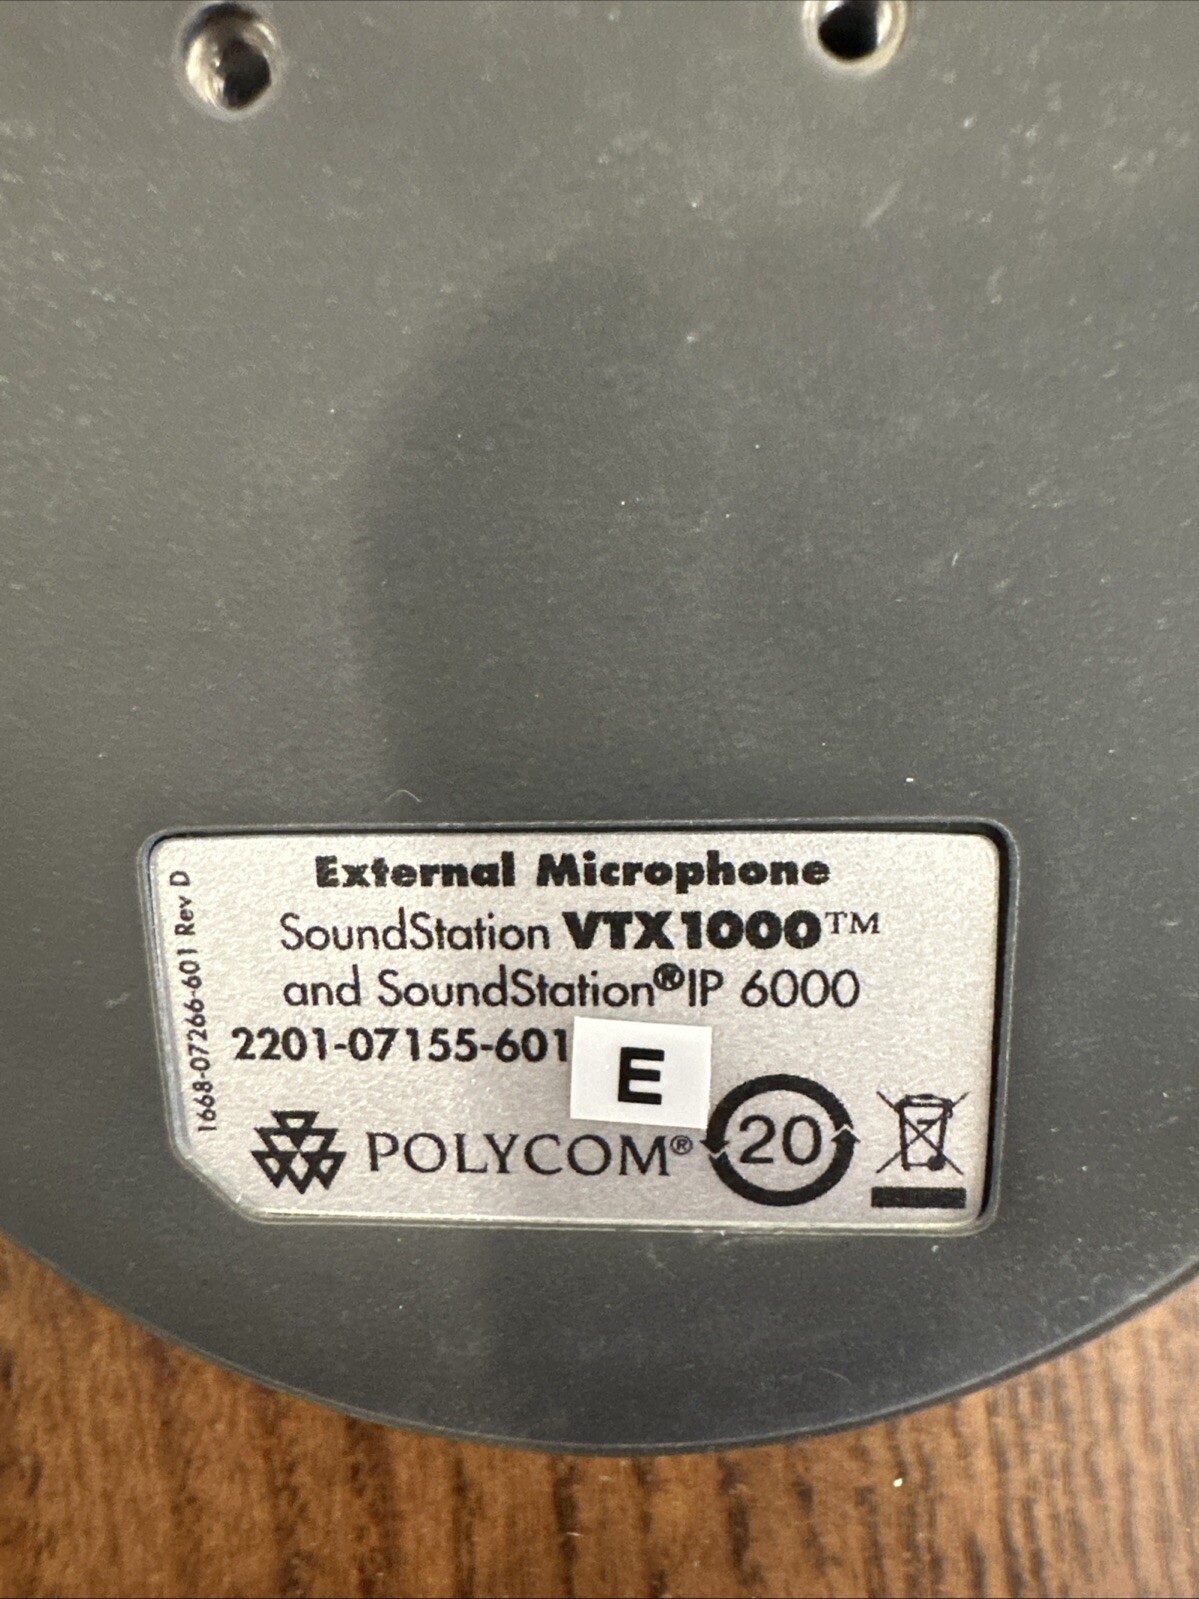 External Microphone
SoundStation VTX1000™
and SoundStation®IP 6000
2201-07155-601
E
POLYCOM®
20
1668-07266-601 Rev D